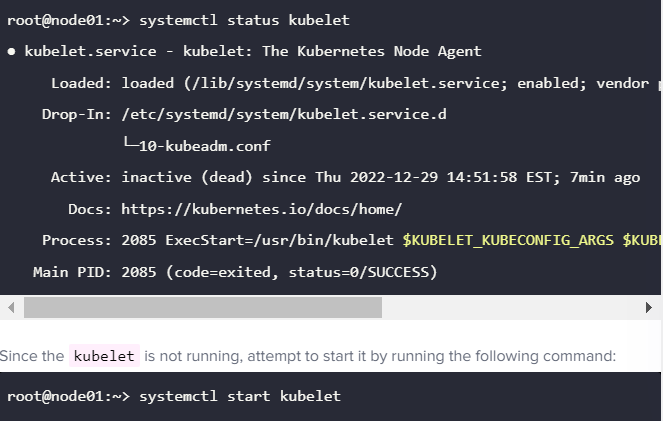 root@node01:~> systemctl status kubelet
● kubelet.service - kubelet: The Kubernetes Node Agent
Loaded: loaded (/lib/systemd/system/kubelet.service; enabled; vendor
Drop-In: /etc/systemd/system/kubelet.service.d
└─10-kubeadm.conf
Active: inactive (dead) since Thu 2022-12-29 14:51:58 EST; 7min ago
Docs: https://kubernetes.io/docs/home/
Process: 2085 ExecStart=/usr/bin/kubelet $KUBELET_KUBECONFIG_ARGS $KUB
Main PID: 2085 (code=exited, status=0/SUCCESS)
Since the kubelet is not running, attempt to start it by running the following command:
root@node01:~> systemctl start kubelet